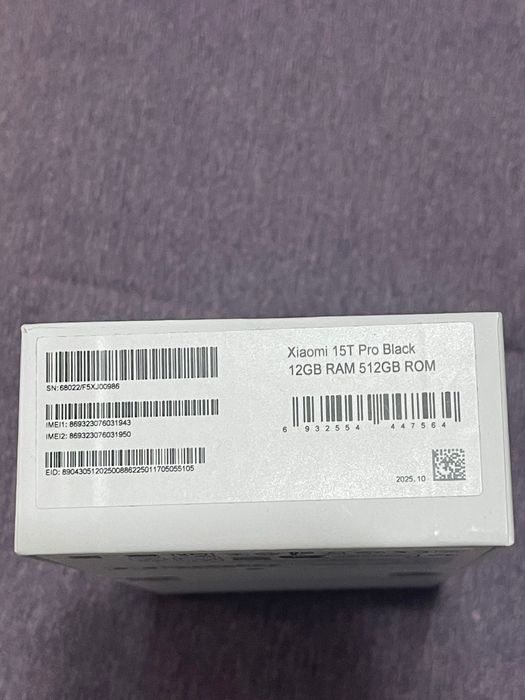 Xiaomi 15T Pro Black
12GB RAM 512GB ROM
SN: 68022/F5XJ00986
IMEI1: 869323076031943
IMEI2: 869323076031950
EID: 89043051202500886225011705055105
6 932554 447564
2025.10